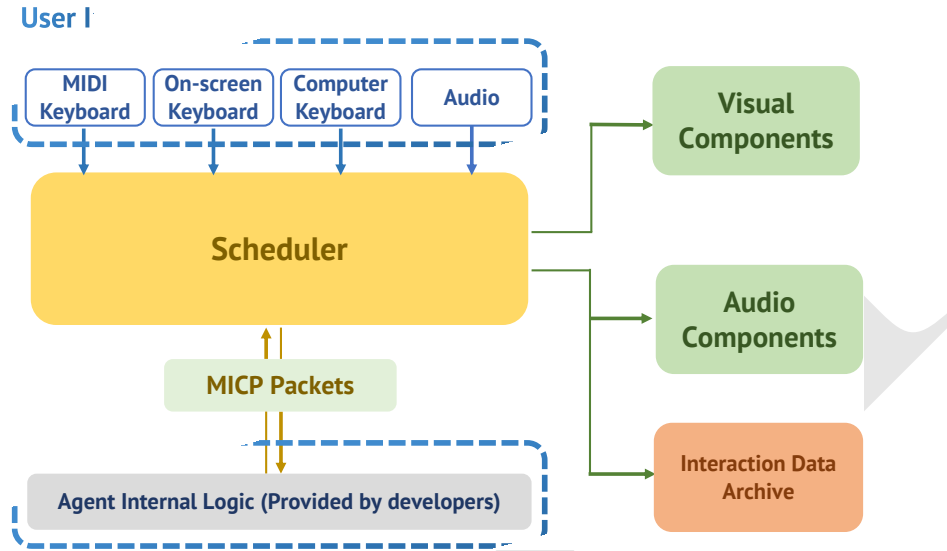 User I
MIDI
Keyboard
On-screen
Keyboard
Computer
Keyboard
Audio
Visual
Components
Scheduler
Audio
Components
MICP Packets
Interaction Data
Archive
Agent Internal Logic (Provided by developers)